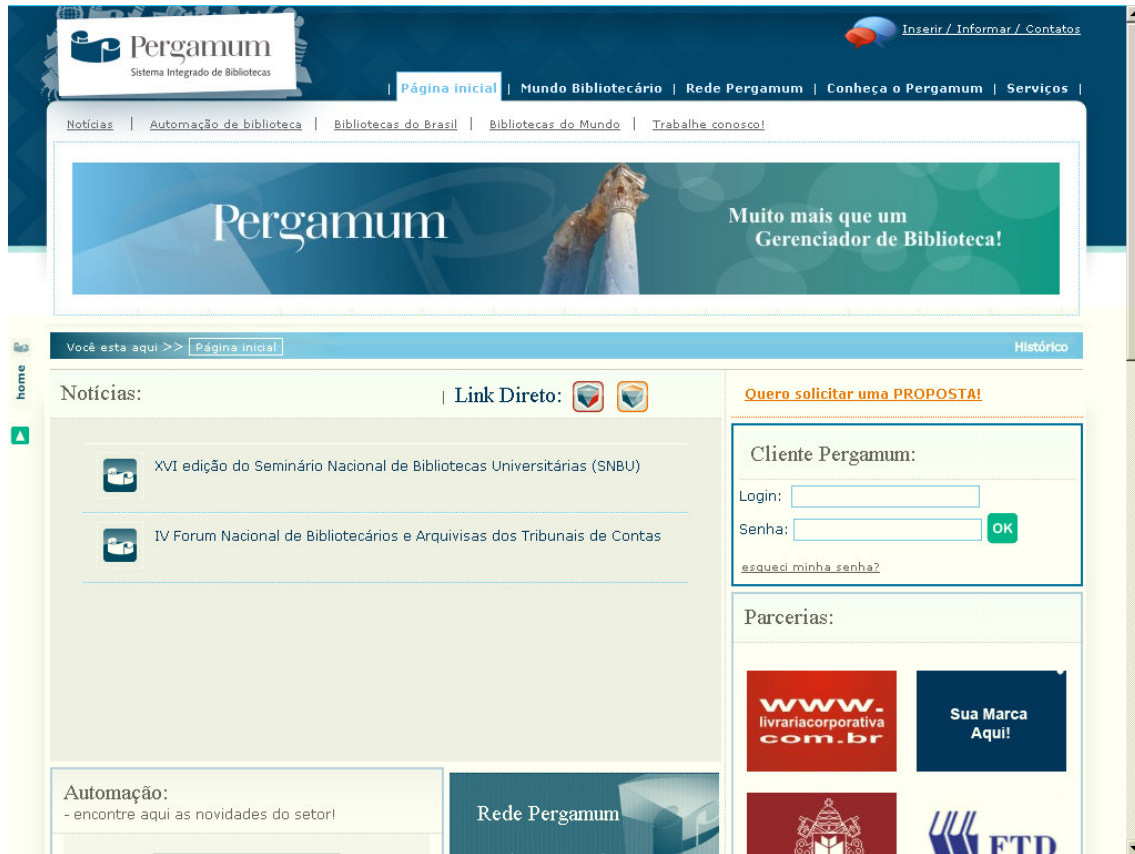 Pergamum
Sistema Integrado de Bibliotecas
Inserir / Informar / Contatos
| Página inicial | Mundo Bibliotecário | Rede Pergamum | Conheça o Pergamum | Serviços |
Notícias | Automação de biblioteca | Bibliotecas do Brasil | Bibliotecas do Mundo | Trabalhe conosco!
Pergamum
Muito mais que um
Gerenciador de Biblioteca!
home
Você esta aqui >> Página inicial
Histórico
Notícias:
| Link Direto:
XVI edição do Seminário Nacional de Bibliotecas Universitárias (SNBU)
IV Forum Nacional de Bibliotecários e Arquivisas dos Tribunais de Contas
Quero solicitar uma PROPOSTA!
Cliente Pergamum:
Login:
Senha:
OK
esqueci minha senha?
Parcerias:
www.
livrariacorporativa
com.br
Sua Marca
Aqui!
FTD
Automação:
- encontre aqui as novidades do setor!
Rede Pergamum